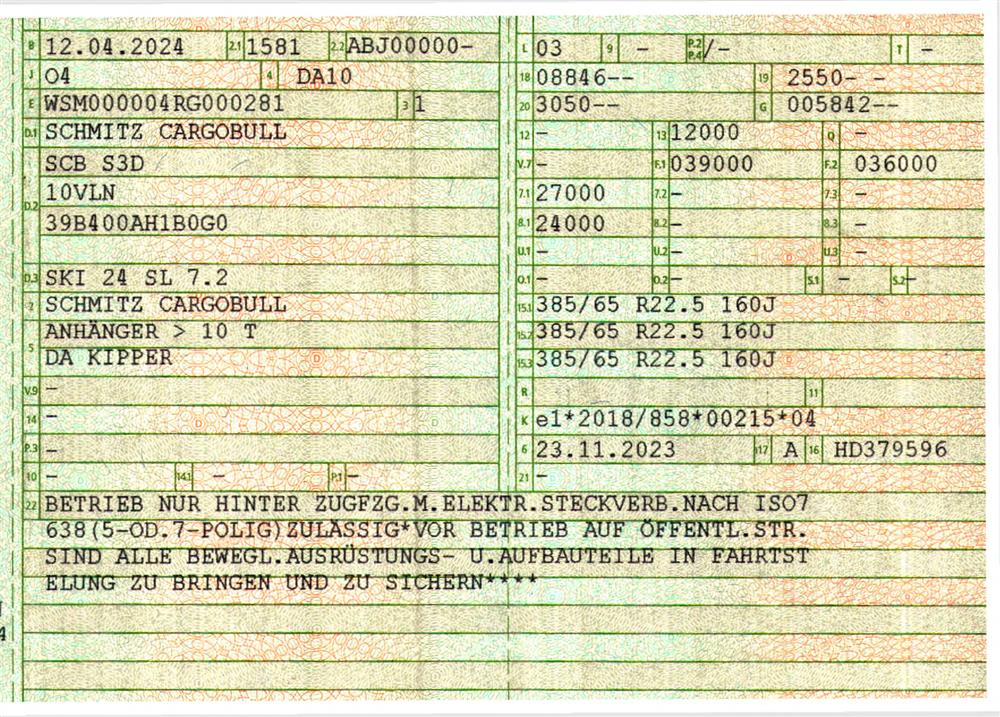 B 12.04.2024 2.1 1581 2.2 ABJ00000-
J O4 4 DA10
E WSM000004RG000281 3 1
D.1 SCHMITZ CARGOBULL
SCB S3D
D.2 10VLN
39B400AH1B0G0
D.3 SKI 24 SL 7.2
2 SCHMITZ CARGOBULL
5 ANHÄNGER > 10 T
DA KIPPER
V.9 -
14 -
P.3 -
10 - 14.1 - P.1 -
L 03 9 - P.2 P.4 /- T -
18 08846-- 19 2550- -
20 3050-- G 005842--
12 - 13 12000 Q -
V.7 - F.1 039000 F.2 036000
7.1 27000 7.2 - 7.3 -
8.1 24000 8.2 - 8.3 -
U.1 - U.2 - U.3 -
O.1 - O.2 - S.1 - S.2 -
15.1 385/65 R22.5 160J
15.2 385/65 R22.5 160J
15.3 385/65 R22.5 160J
R 11
K e1*2018/858*00215*04
6 23.11.2023 17 A 16 HD379596
21 -
22 BETRIEB NUR HINTER ZUGFZG.M.ELEKTR.STECKVERB.NACH ISO7
638(5-OD.7-POLIG)ZULÄSSIG*VOR BETRIEB AUF ÖFFENTL.STR.
SIND ALLE BEWEGL.AUSRÜSTUNGS- U.AUFBAUTEILE IN FAHRTST
ELUNG ZU BRINGEN UND ZU SICHERN****
4